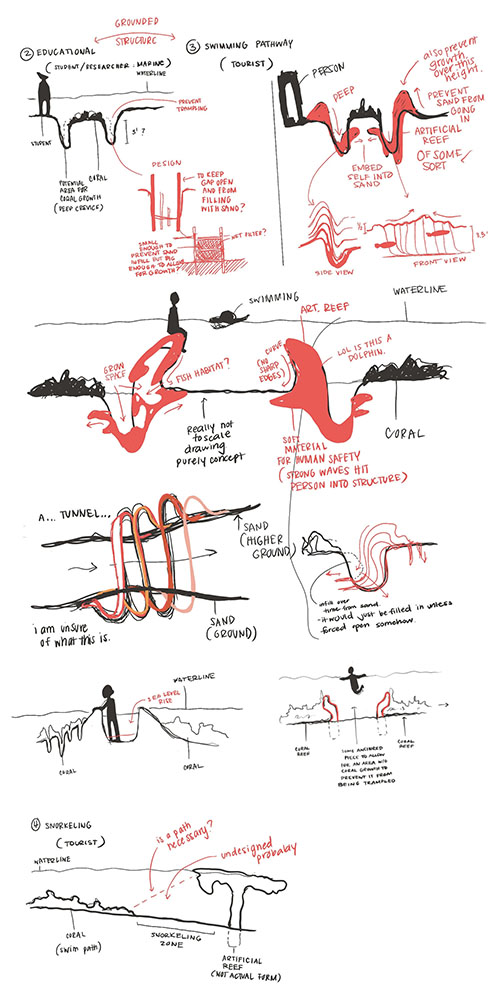 GROUNDED
STRUCTURE
② EDUCATIONAL
(STUDENT/RESEARCHER : MARINE)
WATERLINE
PREVENT
TRAMPLING
3' ?
STUDENT
CORAL
POTENTIAL
AREA FOR
CORAL GROWTH
(DEEP CREVICE)
DESIGN
TO KEEP
GAP OPEN
AND FROM
FILLING
WITH SAND?
SMALL
ENOUGH TO
PREVENT SAND
INFILL BUT BIG
ENOUGH TO ALLOW
FOR GROWTH?
NET FILTER?
③ SWIMMING PATHWAY
(TOURIST)
PERSON
DEEP
also prevent
growth
over this
height.
PREVENT
SAND FROM
GOING
IN
ARTIFICIAL
REEF
OF SOME
SORT
EMBED
SELF INTO
SAND
SIDE VIEW
FRONT VIEW
3.5'
SWIMMING
ART. REEF
WATERLINE
GROW
SPACE
FISH HABITAT?
CURVE
(NO
SHARP
EDGES)
LOL IS THIS A
DOLPHIN.
Really not
to scale
drawing
purely concept
CORAL
SOFT
MATERIAL
FOR HUMAN SAFETY
(STRONG WAVES HIT
PERSON INTO STRUCTURE)
A... TUNNEL...
SAND
(HIGHER
GROUND)
i am unsure
of what this is.
SAND
(GROUND)
infill over
time from sand.
-it would just be filled in unless
forced open somehow.
WATERLINE
SEA LEVEL
RISE
CORAL
CORAL
CORAL
REEF
SOME ANCHORED
PIECE TO ALLOW
FOR AN AREA W/O
CORAL GROWTH TO
PREVENT IT FROM
BEING TRAMPLED
CORAL
REEF
④ SNORKELING
(TOURIST)
WATERLINE
is a path
necessary?
undesigned
probably
CORAL
(swim path)
SNORKELING
ZONE
ARTIFICIAL
REEF
(NOT ACTUAL FORM)